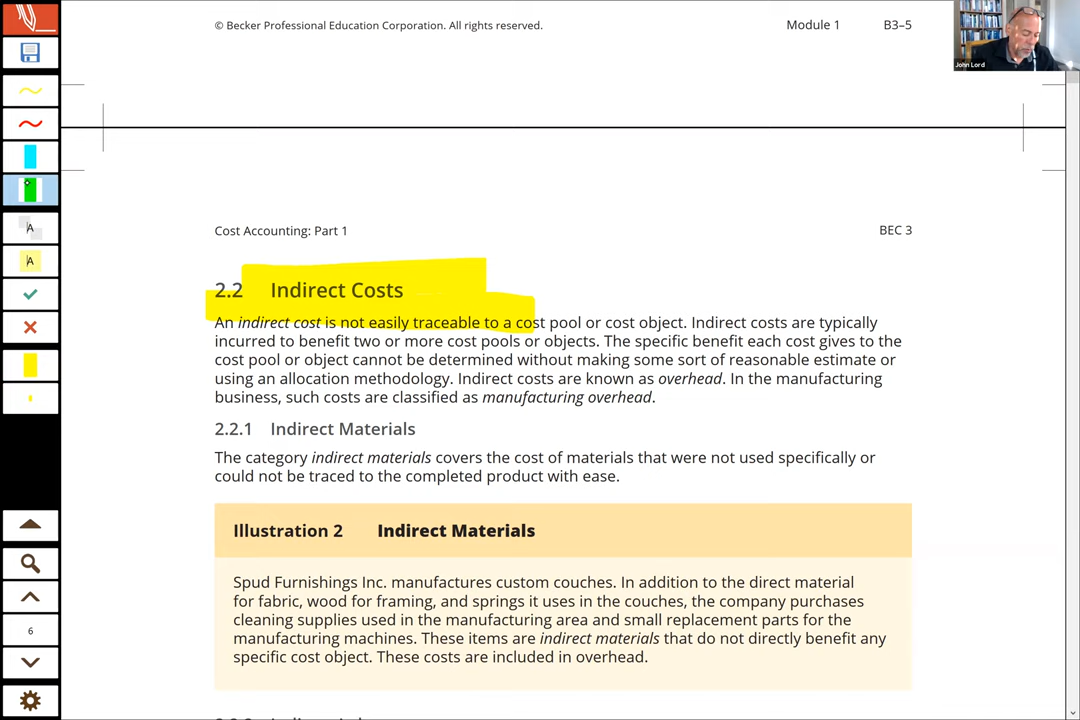 © Becker Professional Education Corporation. All rights reserved.
Module 1
B3–5
John Lord
Cost Accounting: Part 1
BEC 3
2.2 Indirect Costs
An indirect cost is not easily traceable to a cost pool or cost object. Indirect costs are typically
incurred to benefit two or more cost pools or objects. The specific benefit each cost gives to the
cost pool or object cannot be determined without making some sort of reasonable estimate or
using an allocation methodology. Indirect costs are known as overhead. In the manufacturing
business, such costs are classified as manufacturing overhead.
2.2.1 Indirect Materials
The category indirect materials covers the cost of materials that were not used specifically or
could not be traced to the completed product with ease.
Illustration 2 Indirect Materials
Spud Furnishings Inc. manufactures custom couches. In addition to the direct material
for fabric, wood for framing, and springs it uses in the couches, the company purchases
cleaning supplies used in the manufacturing area and small replacement parts for the
manufacturing machines. These items are indirect materials that do not directly benefit any
specific cost object. These costs are included in overhead.
A
A
6